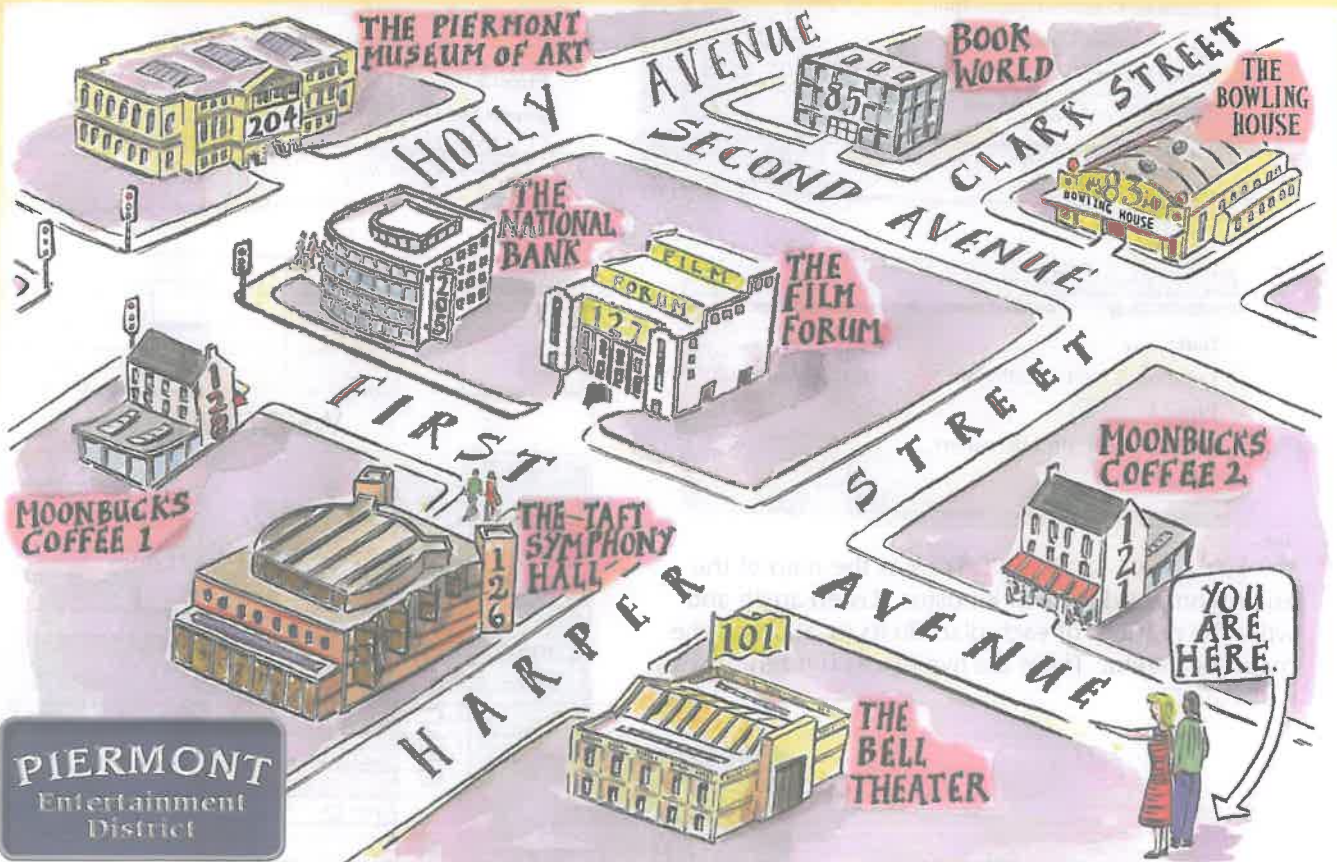 THE PIERMONT
MUSEUM OF ART
204
HOLLY AVENUE
BOOK
WORLD
85
CLARK STREET
THE
BOWLING
HOUSE
83
BOWLING HOUSE
SECOND AVENUE
THE
NATIONAL
BANK
205
FILM
FORUM
127
THE
FILM
FORUM
128
MOONBUCKS
COFFEE 1
FIRST AVENUE
THE TAFT
SYMPHONY
HALL
126
HARPER STREET
MOONBUCKS
COFFEE 2
121
YOU
ARE
HERE.
101
THE
BELL
THEATER
PIERMONT
Entertainment
District